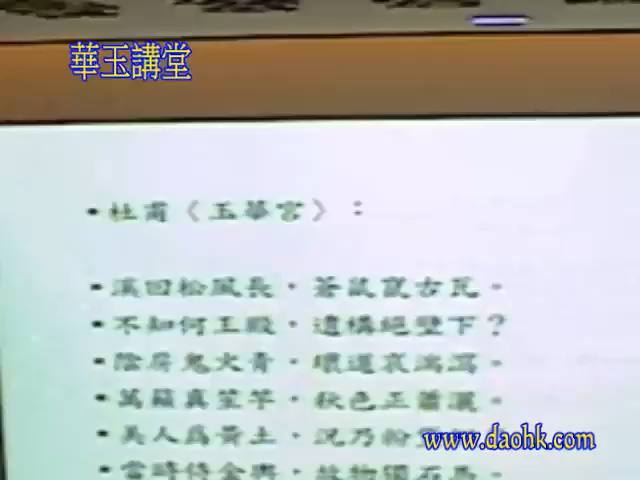 華玉講堂
•杜甫《玉華宮》：
•溪回松風長，蒼鼠竄古瓦。
•不知何王殿，遺構絕壁下？
•陰房鬼火青，壞道哀湍瀉。
•萬籟真笙竽，秋色正蕭灑。
•美人為黃土，況乃粉黛
www.daohk.com
•當時侍金輿，故物獨石馬。